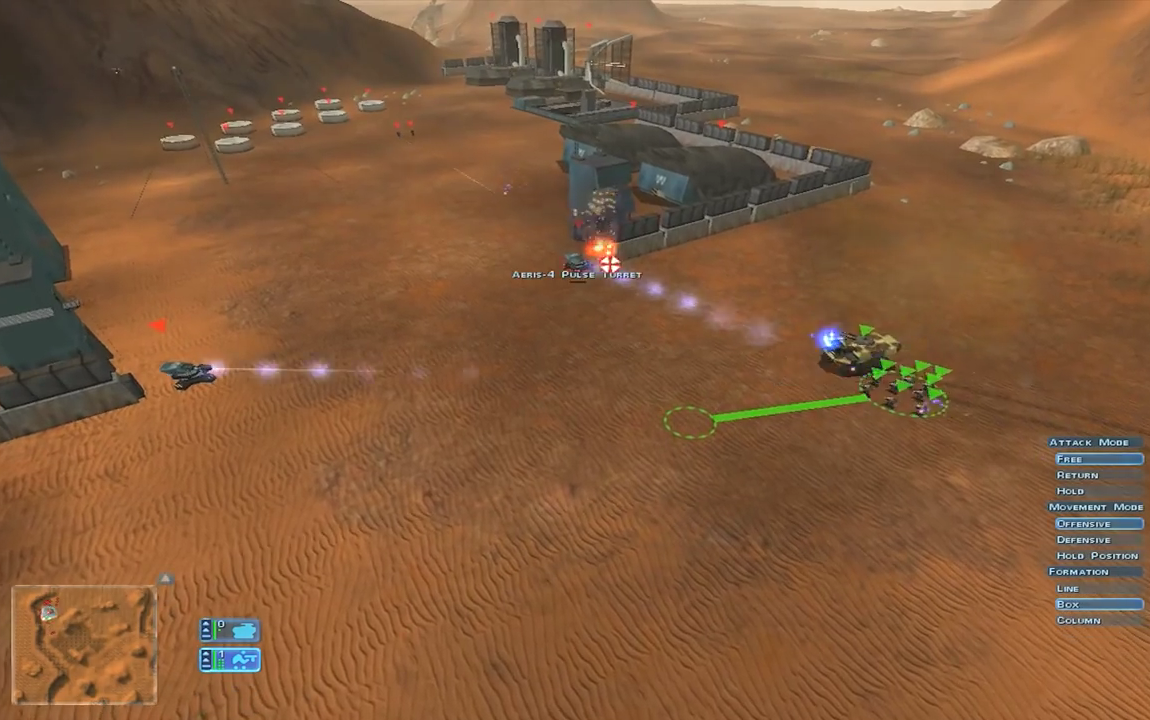 W
AERIS-4 PULSE TURRET
ATTACK MODE
FREE
RETURN
HOLD
MOVEMENT MODE
OFFENSIVE
DEFENSIVE
HOLD POSITION
FORMATION
LINE
BOX
COLUMN
0
1